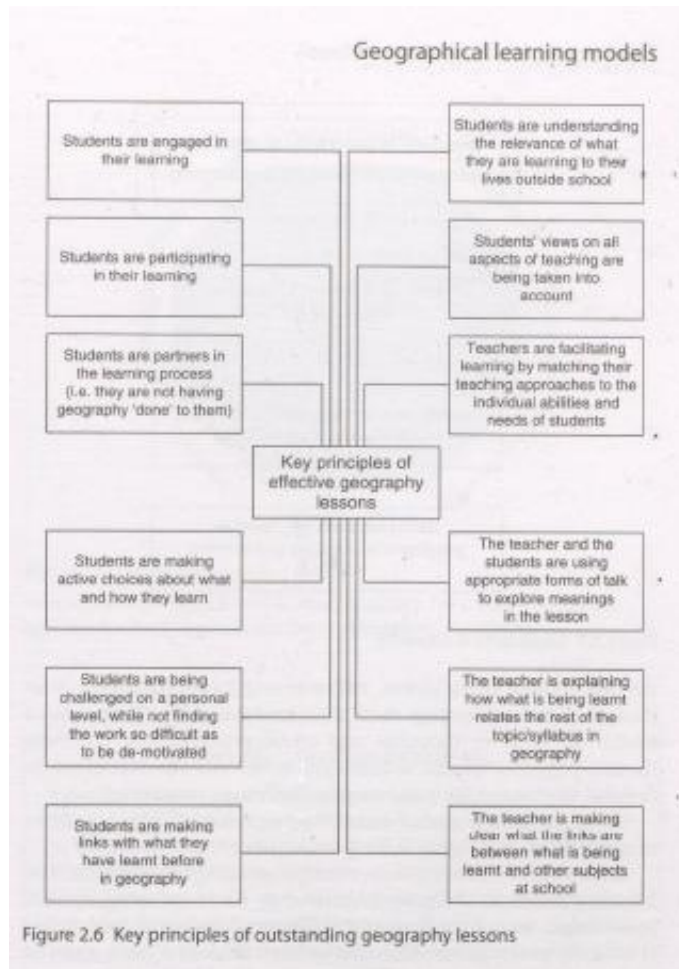 Geographical learning models
Students are engaged in
their learning
Students are understanding
the relevance of what
they are learning to their
lives outside school
Students are participating
in their learning
Students' views on all
aspects of teaching are
being taken into
account
Students are partners in
the learning process
(i.e. they are not having
geography 'done' to them)
Teachers are facilitating
learning by matching their
teaching approaches to the
individual abilities and
needs of students
Key principles of
effective geography
lessons
Students are making
active choices about what
and how they learn
The teacher and the
students are using
appropriate forms of talk
to explore meanings
in the lesson
Students are being
challenged on a personal
level, while not finding
the work so difficult as
to be de-motivated
The teacher is explaining
how what is being learnt
relates the rest of the
topic/syllabus in
geography
Students are making
links with what they
have learnt before
in geography
The teacher is making
clear what the links are
between what is being
learnt and other subjects
at school
Figure 2.6 Key principles of outstanding geography lessons